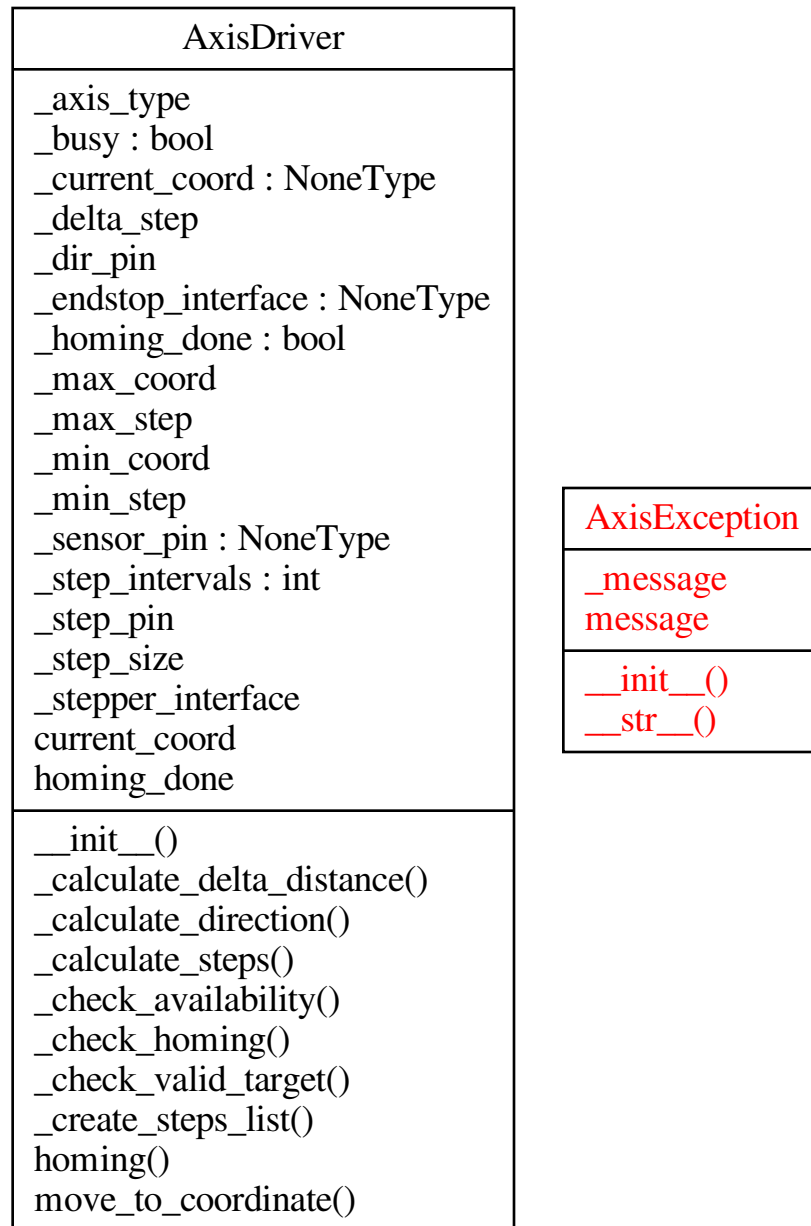 AxisDriver
_axis_type
_busy : bool
_current_coord : NoneType
_delta_step
_dir_pin
_endstop_interface : NoneType
_homing_done : bool
_max_coord
_max_step
_min_coord
_min_step
_sensor_pin : NoneType
_step_intervals : int
_step_pin
_step_size
_stepper_interface
current_coord
homing_done
__init__()
_calculate_delta_distance()
_calculate_direction()
_calculate_steps()
_check_availability()
_check_homing()
_check_valid_target()
_create_steps_list()
homing()
move_to_coordinate()
AxisException
_message
message
__init__()
__str__()